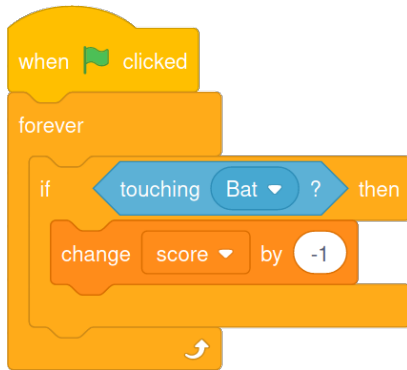 when clicked
forever
if touching Bat ? then
change score by -1